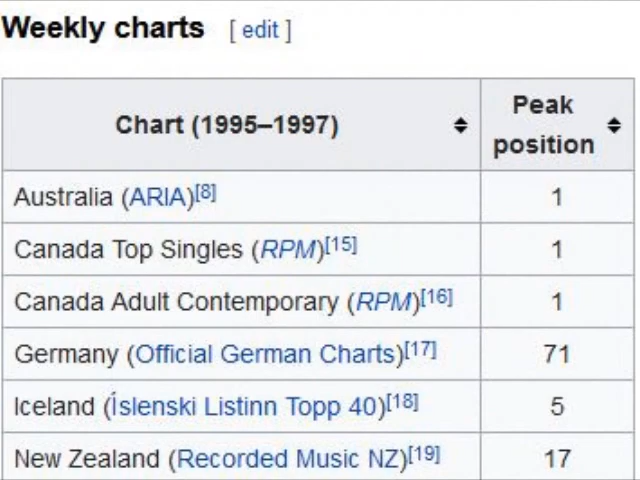 Weekly charts [ edit ]
Chart (1995–1997)
Peak
position
Australia (ARIA)[8] 1
Canada Top Singles (RPM)[15] 1
Canada Adult Contemporary (RPM)[16] 1
Germany (Official German Charts)[17] 71
Iceland (Íslenski Listinn Topp 40)[18] 5
New Zealand (Recorded Music NZ)[19] 17